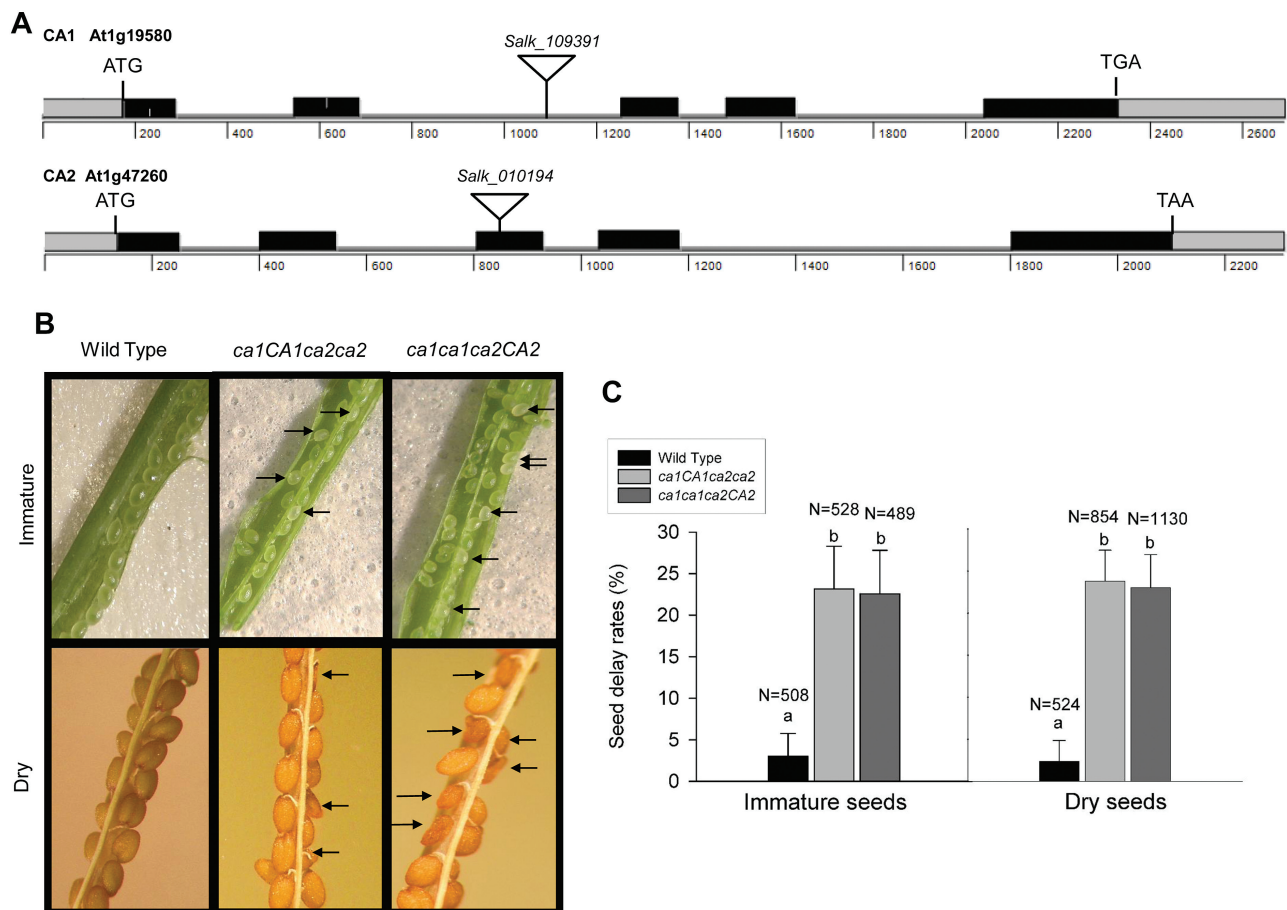 A
CA1 At1g19580
ATG
Salk_109391
TGA
200 400 600 800 1000 1200 1400 1600 1800 2000 2200 2400 2600
CA2 At1g47260
ATG
Salk_010194
TAA
200 400 600 800 1000 1200 1400 1600 1800 2000 2200
B
Wild Type
ca1CA1ca2ca2
ca1ca1ca2CA2
Immature
Dry
C
Wild Type
ca1CA1ca2ca2
ca1ca1ca2CA2
Seed delay rates (%)
30
25
20
15
10
5
0
N=508
a
N=528
b
N=489
b
N=524
a
N=854
b
N=1130
b
Immature seeds
Dry seeds